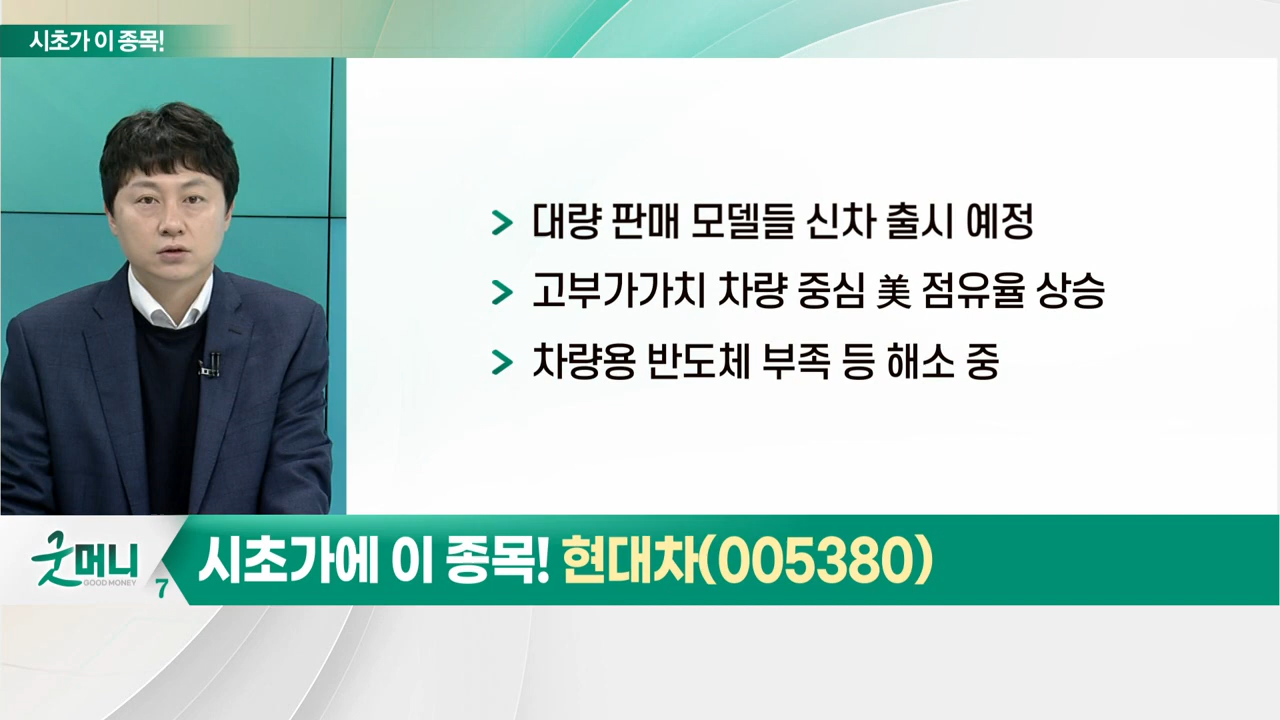 시초가 이 종목!
> 대량 판매 모델들 신차 출시 예정
> 고부가가치 차량 중심 美 점유율 상승
> 차량용 반도체 부족 등 해소 중
굿머니
GOOD MONEY
7
시초가에 이 종목! 현대차(005380)